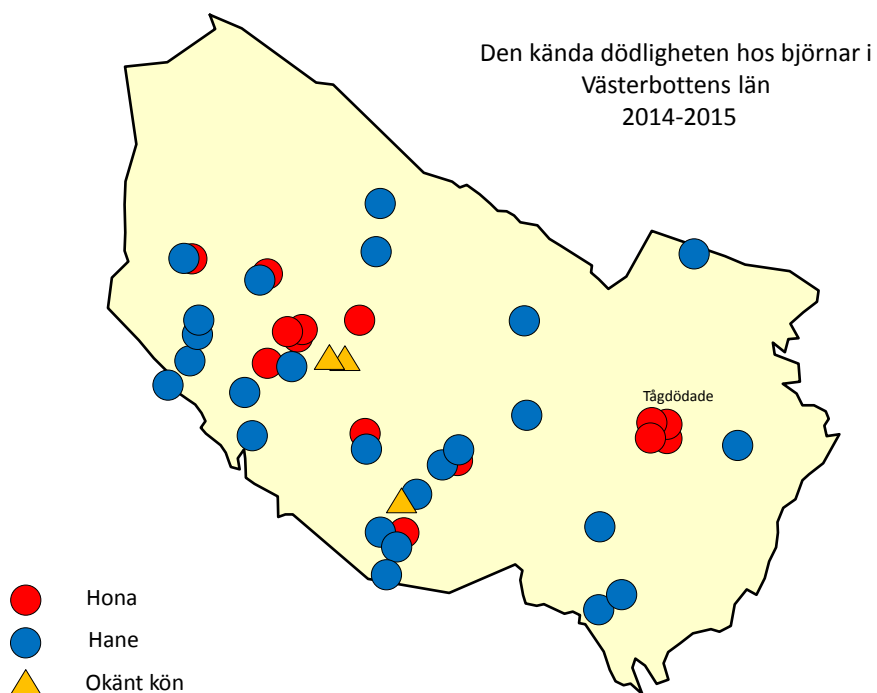 Den kända dödligheten hos björnar i
Västerbottens län
2014-2015
Tågdödade
Hona
Hane
Okänt kön